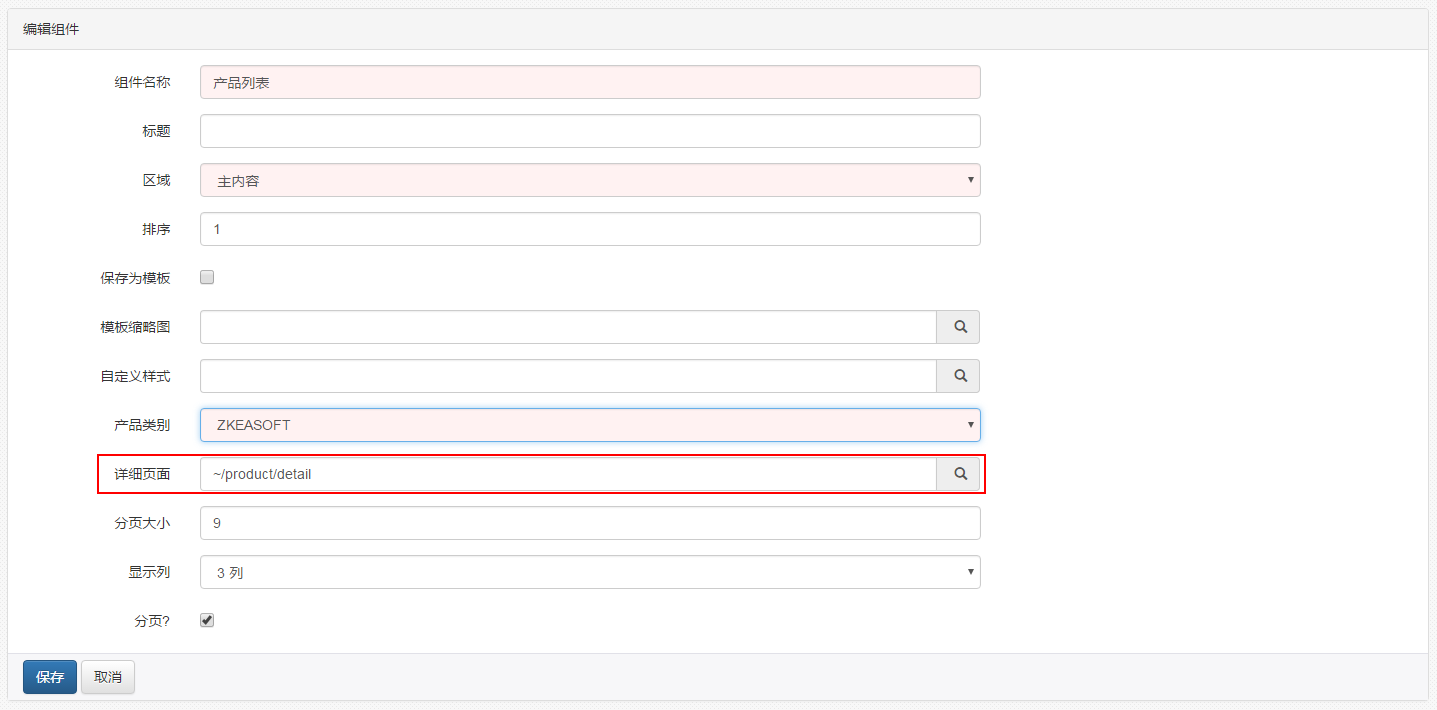 编辑组件
组件名称 产品列表
标题
区域 主内容
排序 1
保存为模板
模板缩略图
自定义样式
产品类别 ZKEASOFT
详细页面 ~/product/detail
分页大小 9
显示列 3 列
分页?
保存 取消